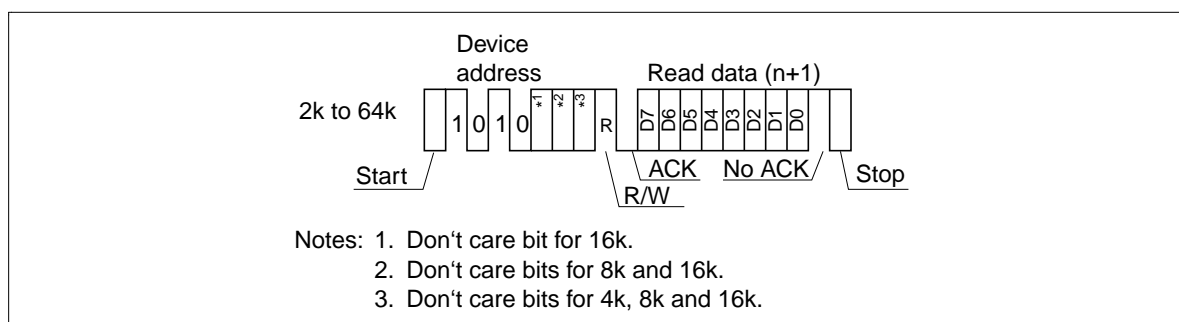 Device
address
Read data (n+1)
2k to 64k
1 0 1 0 *1 *2 *3 R D7 D6 D5 D4 D3 D2 D1 D0
Start
ACK
No ACK
Stop
R/W
Notes: 1. Don‘t care bit for 16k.
2. Don‘t care bits for 8k and 16k.
3. Don‘t care bits for 4k, 8k and 16k.